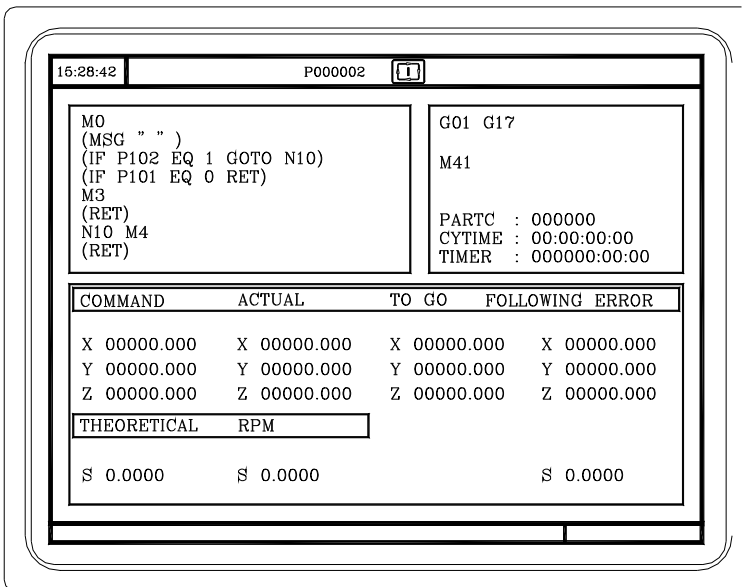 15:28:42 P000002 I
M0
(MSG " " )
(IF P102 EQ 1 GOTO N10)
(IF P101 EQ 0 RET)
M3
(RET)
N10 M4
(RET)
G01 G17
M41
PARTC : 000000
CYTIME : 00:00:00:00
TIMER : 000000:00:00
COMMAND ACTUAL TO GO FOLLOWING ERROR
X 00000.000 X 00000.000 X 00000.000 X 00000.000
Y 00000.000 Y 00000.000 Y 00000.000 Y 00000.000
Z 00000.000 Z 00000.000 Z 00000.000 Z 00000.000
THEORETICAL RPM
S 0.0000 S 0.0000 S 0.0000